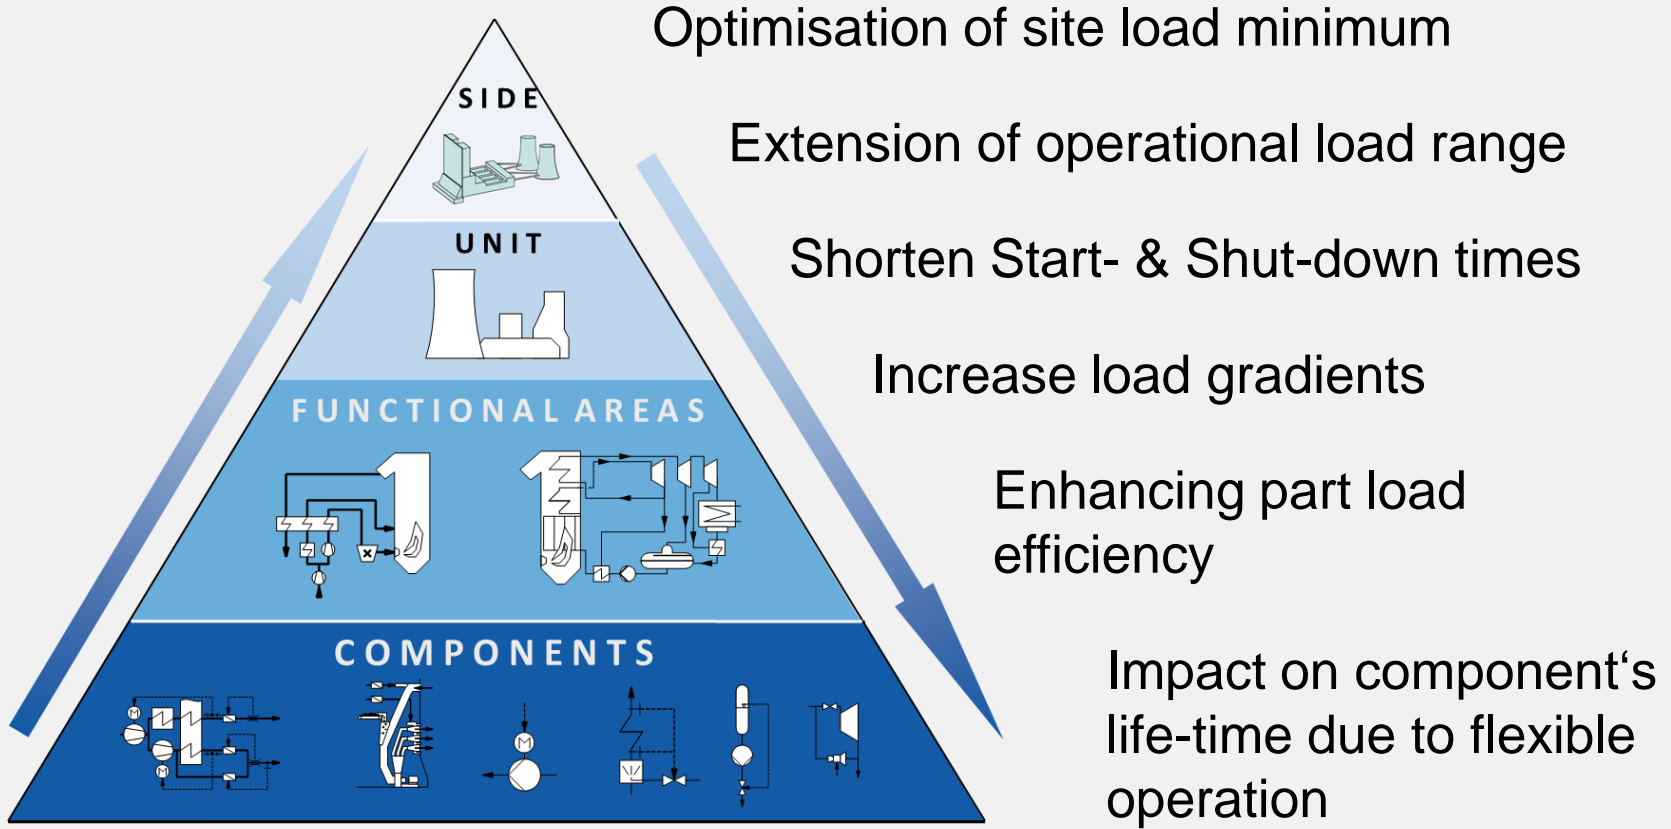 Optimisation of site load minimum
SIDE
Extension of operational load range
UNIT
Shorten Start- & Shut-down times
Increase load gradients
FUNCTIONAL AREAS
Enhancing part load
efficiency
COMPONENTS
Impact on component‘s
life-time due to flexible
operation
M
M
M